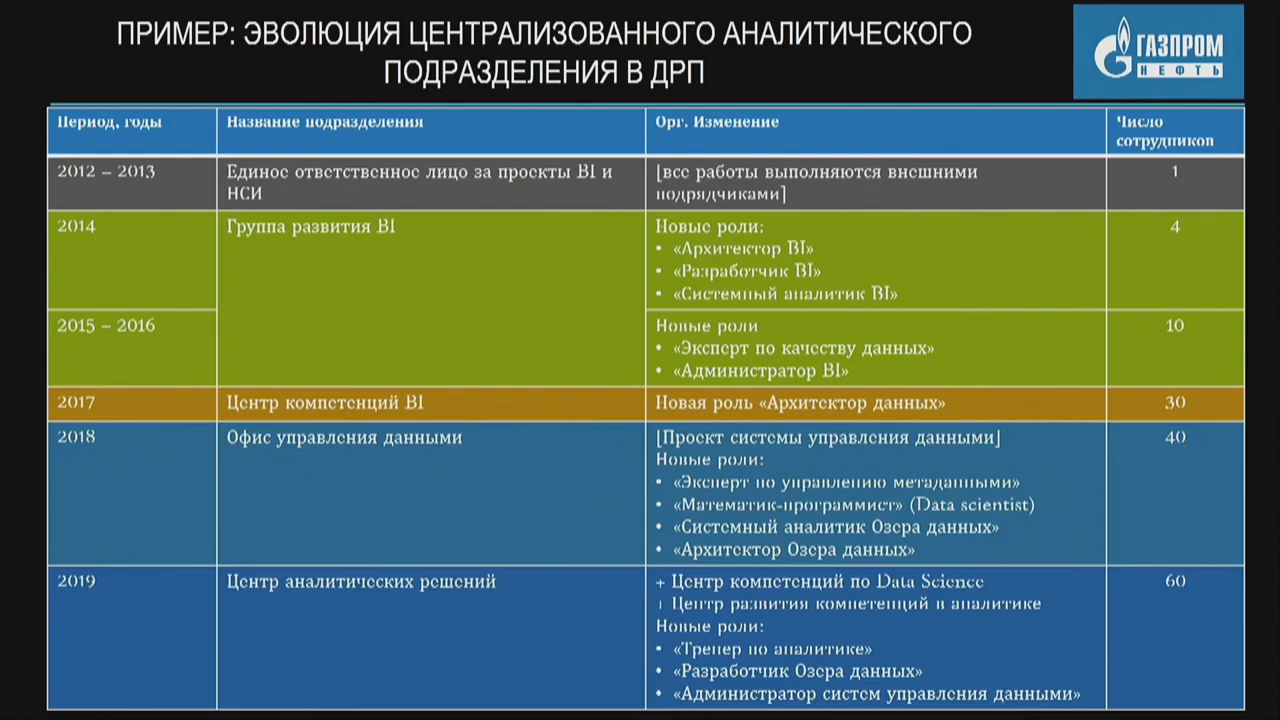 ПРИМЕР: ЭВОЛЮЦИЯ ЦЕНТРАЛИЗОВАННОГО АНАЛИТИЧЕСКОГО
ПОДРАЗДЕЛЕНИЯ В ДРП
ГАЗПРОМ
НЕФТЬ
Период, годы
Название подразделения
Орг. Изменение
Число
сотрудников
2012 – 2013
Единое ответственное лицо за проекты BI и
НСИ
[все работы выполняются внешними
подрядчиками]
1
2014
Группа развития BI
Новые роли:
• «Архитектор BI»
• «Разработчик BI»
• «Системный аналитик BI»
4
2015 – 2016
Новые роли
• «Эксперт по качеству данных»
• «Администратор BI»
10
2017
Центр компетенций BI
Новая роль «Архитектор данных»
30
2018
Офис управления данными
[Проект системы управления данными]
Новые роли:
• «Эксперт по управлению метаданными»
• «Математик-программист» (Data scientist)
• «Системный аналитик Озера данных»
• «Архитектор Озера данных»
40
2019
Центр аналитических решений
+ Центр компетенций по Data Science
+ Центр развития компетенций в аналитике
Новые роли:
• «Тренер по аналитике»
• «Разработчик Озера данных»
• «Администратор систем управления данными»
60